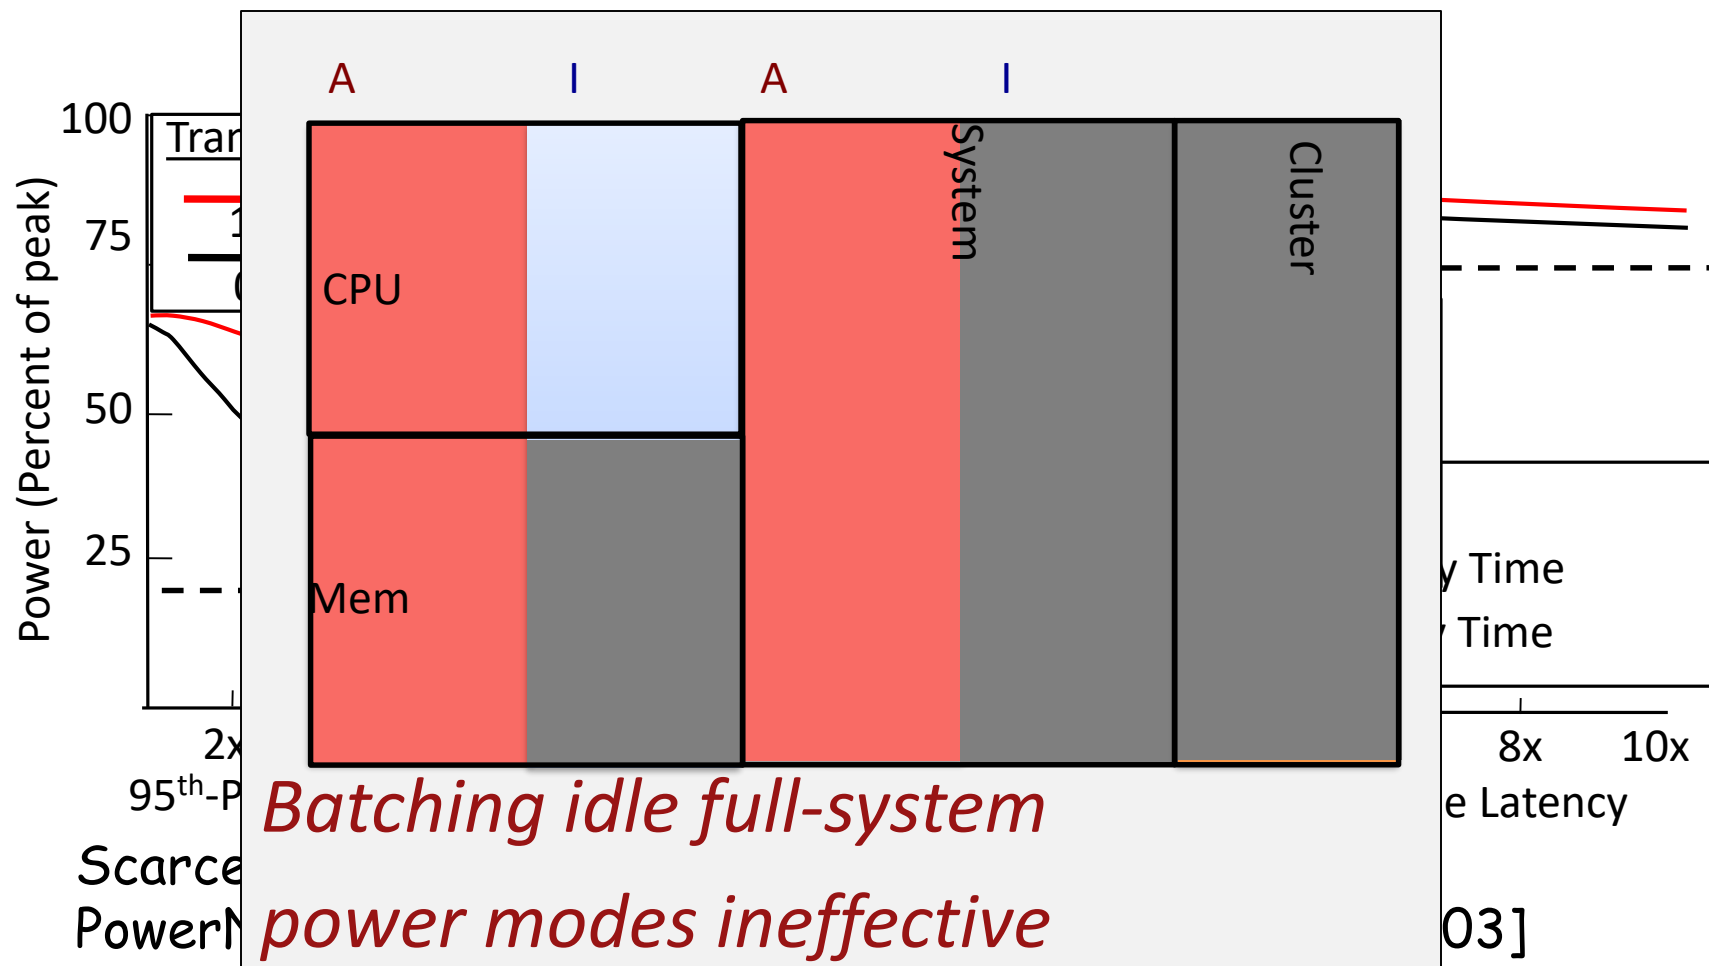 A I A I
100
75
50
25
Power (Percent of peak)
System
Cluster
CPU
Mem
y Time
Time
2x
8x 10x
95th-P
e Latency
Batching idle full-system
power modes ineffective
Scarce
PowerN
03]